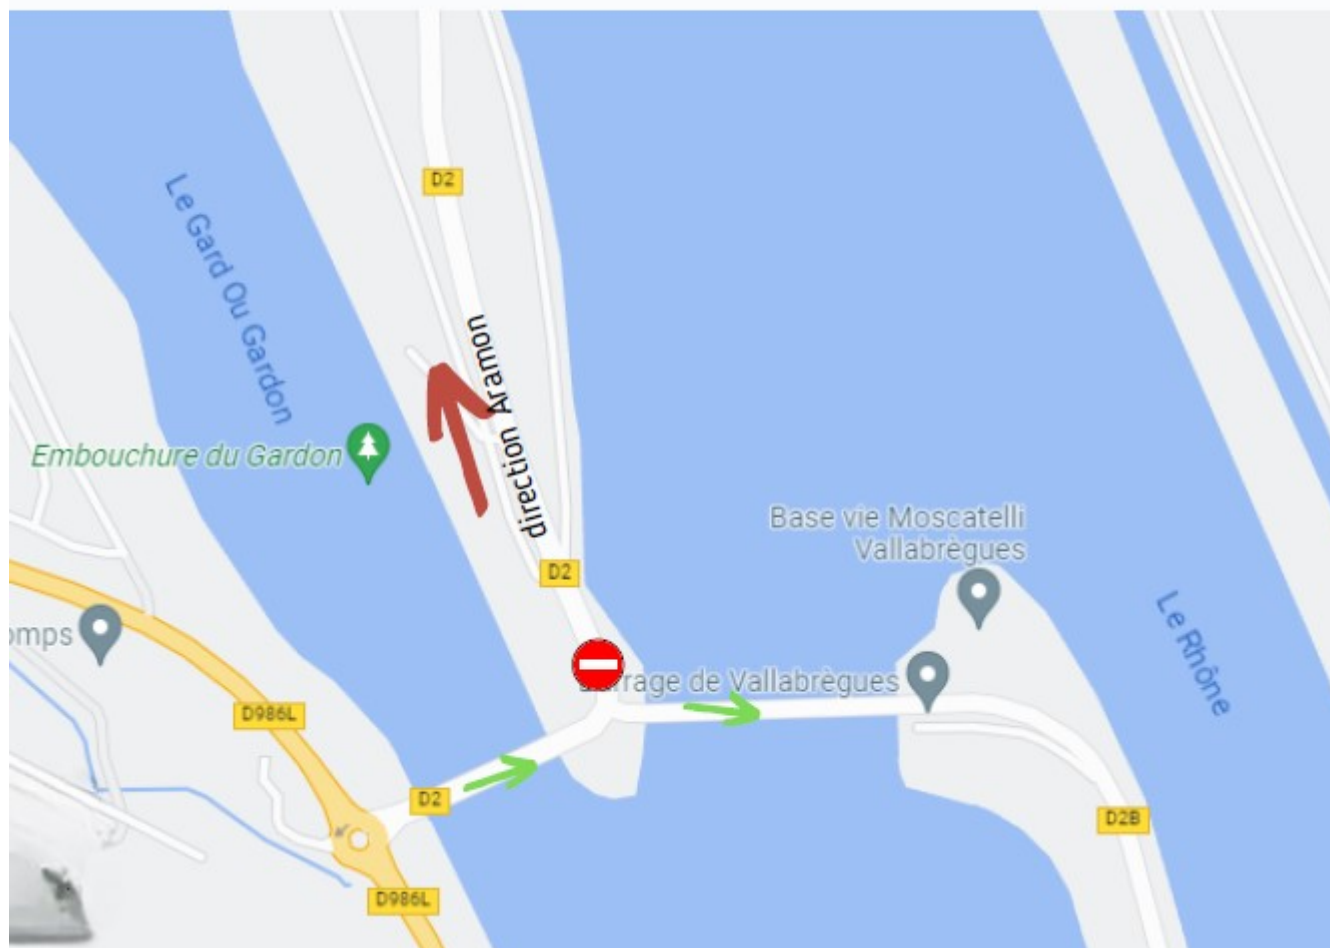 D2
Le Gard Ou Gardon
direction Aramon
Embouchure du Gardon
Base vie Moscatelli
Vallabrègues
D2
Le Rhône
omps
de Vallabrègues
D986L
D2
D2B
D986L